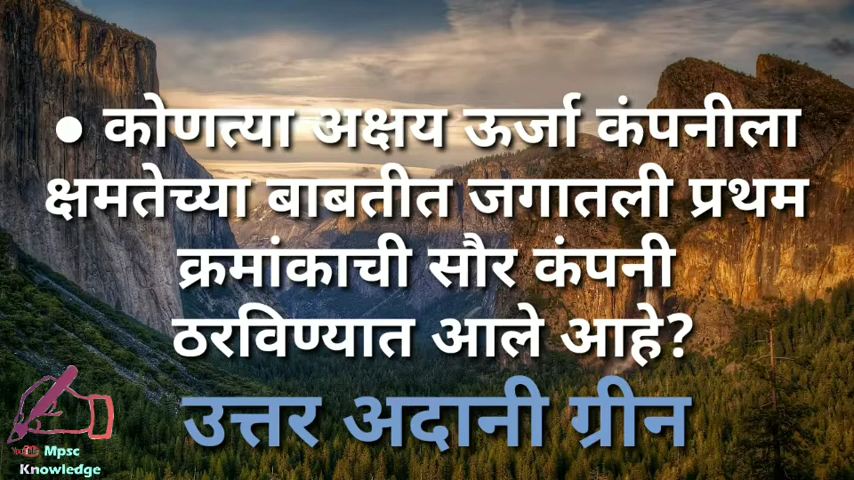 ● कोणत्या अक्षय ऊर्जा कंपनीला
क्षमतेच्या बाबतीत जगातली प्रथम
क्रमांकाची सौर कंपनी
ठरविण्यात आले आहे?
उत्तर अदानी ग्रीन
Mpsc
Knowledge